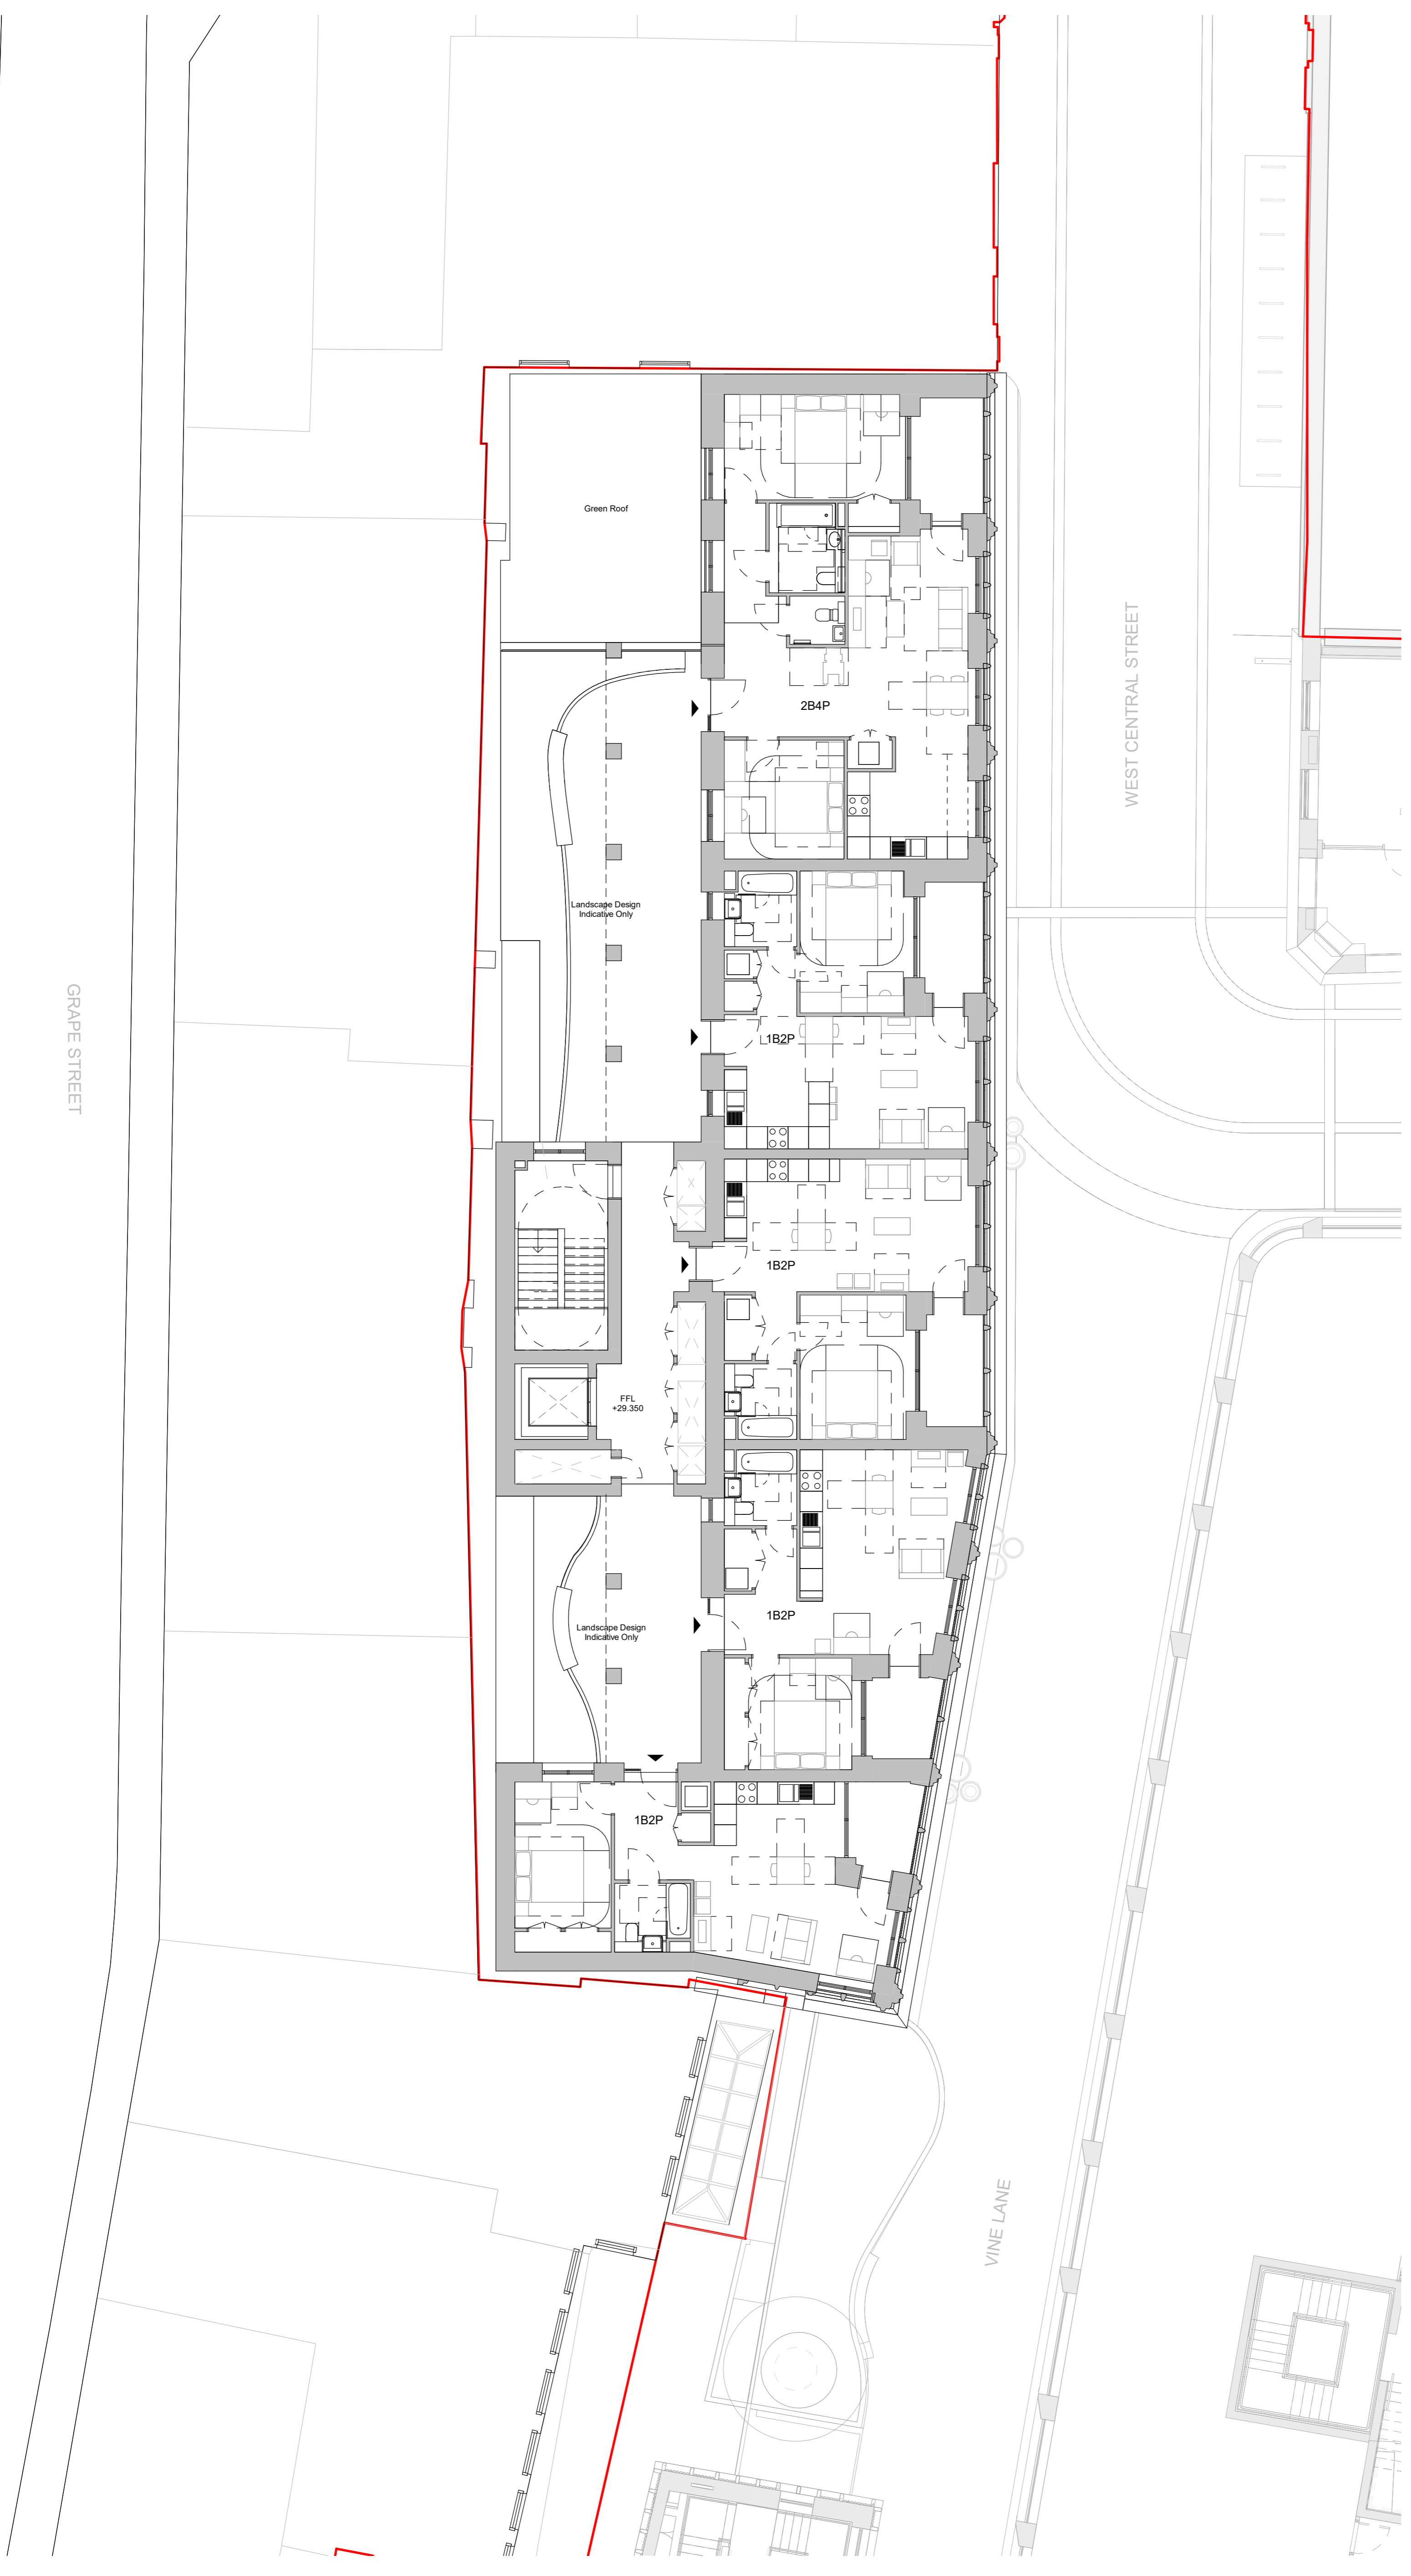 Green Roof
WEST CENTRAL STREET
2B4P
Landscape Design
Indicative Only
GRAPE STREET
1B2P
1B2P
FFL
+29.350
1B2P
Landscape Design
Indicative Only
1B2P
VINE LANE